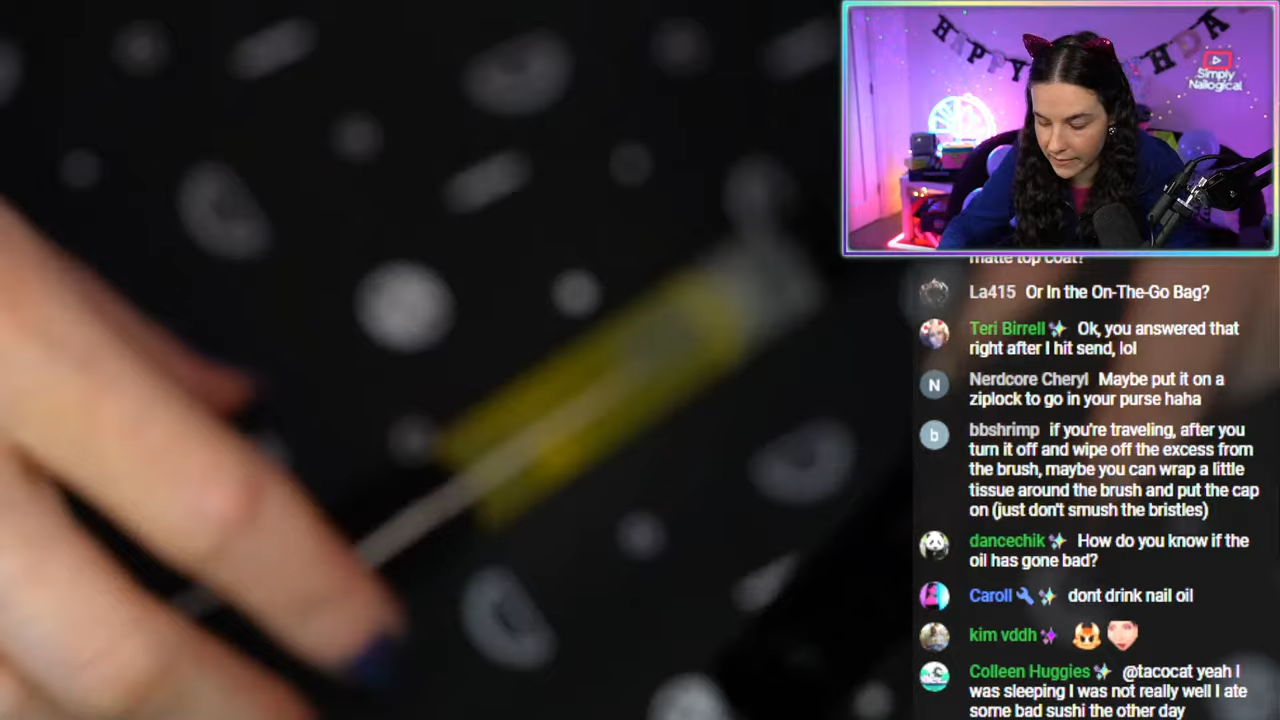 HAPPY
HDA
Simply
Nailogical
matte top coat?
La415 Or In the On-The-Go Bag?
Teri Birrell Ok, you answered that
right after I hit send, lol
N Nerdcore Cheryl Maybe put it on a
ziplock to go in your purse haha
b bbshrimp if you're traveling, after you
turn it off and wipe off the excess from
the brush, maybe you can wrap a little
tissue around the brush and put the cap
on (just don't smush the bristles)
dancechik How do you know if the
oil has gone bad?
Caroll dont drink nail oil
kim vddh
Colleen Huggies @tacocat yeah I
was sleeping I was not really well I ate
some bad sushi the other day